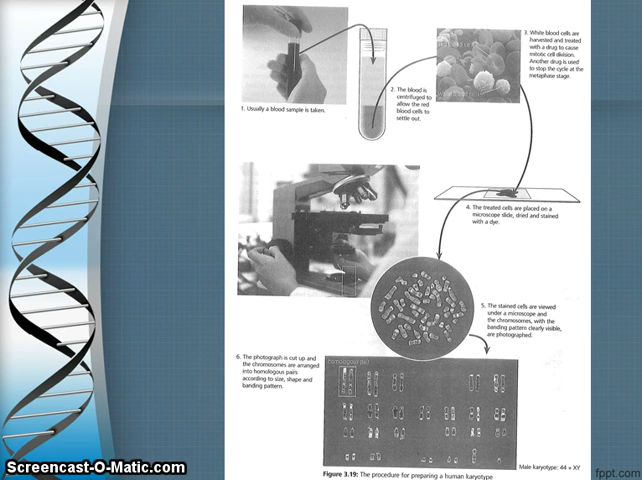 1. Usually a blood sample is taken.
2. The blood is
centrifuged to
allow the red
blood cells to
settle out.
3. White blood cells are
harvested and treated
with a drug to cause
mitotic cell division.
Another drug is used
to stop the cycle at the
metaphase stage.
4. The treated cells are placed on a
microscope slide, dried and stained
with a dye.
5. The stained cells are viewed
under a microscope and
the chromosomes, with the
banding pattern clearly visible,
are photographed.
6. The photograph is cut up and
the chromosomes are arranged
into homologous pairs
according to size, shape and
banding pattern.
homologous pair
Male karyotype: 44 + XY
Figure 3.19: The procedure for preparing a human karyotype
Screencast-O-Matic.com
fppt.com